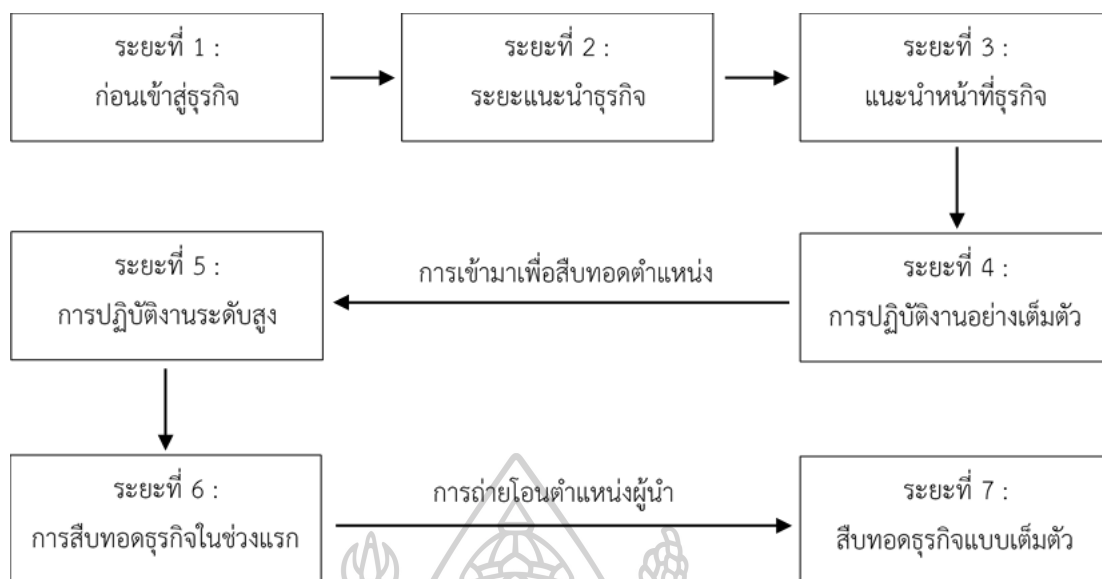 ระยะที่ 1 :
ก่อนเข้าสู่ธุรกิจ
ระยะที่ 2 :
ระยะแนะนำธุรกิจ
ระยะที่ 3 :
แนะนำหน้าที่ธุรกิจ
ระยะที่ 4 :
การปฏิบัติงานอย่างเต็มตัว
การเข้ามาเพื่อสืบทอดตำแหน่ง
ระยะที่ 5 :
การปฏิบัติงานระดับสูง
ระยะที่ 6 :
การสืบทอดธุรกิจในช่วงแรก
การถ่ายโอนตำแหน่งผู้นำ
ระยะที่ 7 :
สืบทอดธุรกิจแบบเต็มตัว